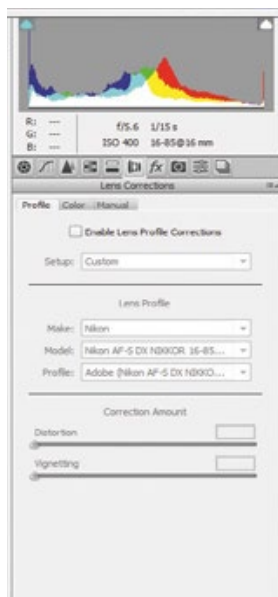 R: ---
G: ---
B: ---
f/5.6 1/15 s
ISO 400 16-85@16 mm
fx
Lens Corrections
Profile Color Manual
Enable Lens Profile Corrections
Setup: Custom
Lens Profile
Make: Nikon
Model: Nikon AF-S DX NIKKOR 16-85...
Profile: Adobe (Nikon AF-S DX NIKKO...
Correction Amount
Distortion
Vignetting